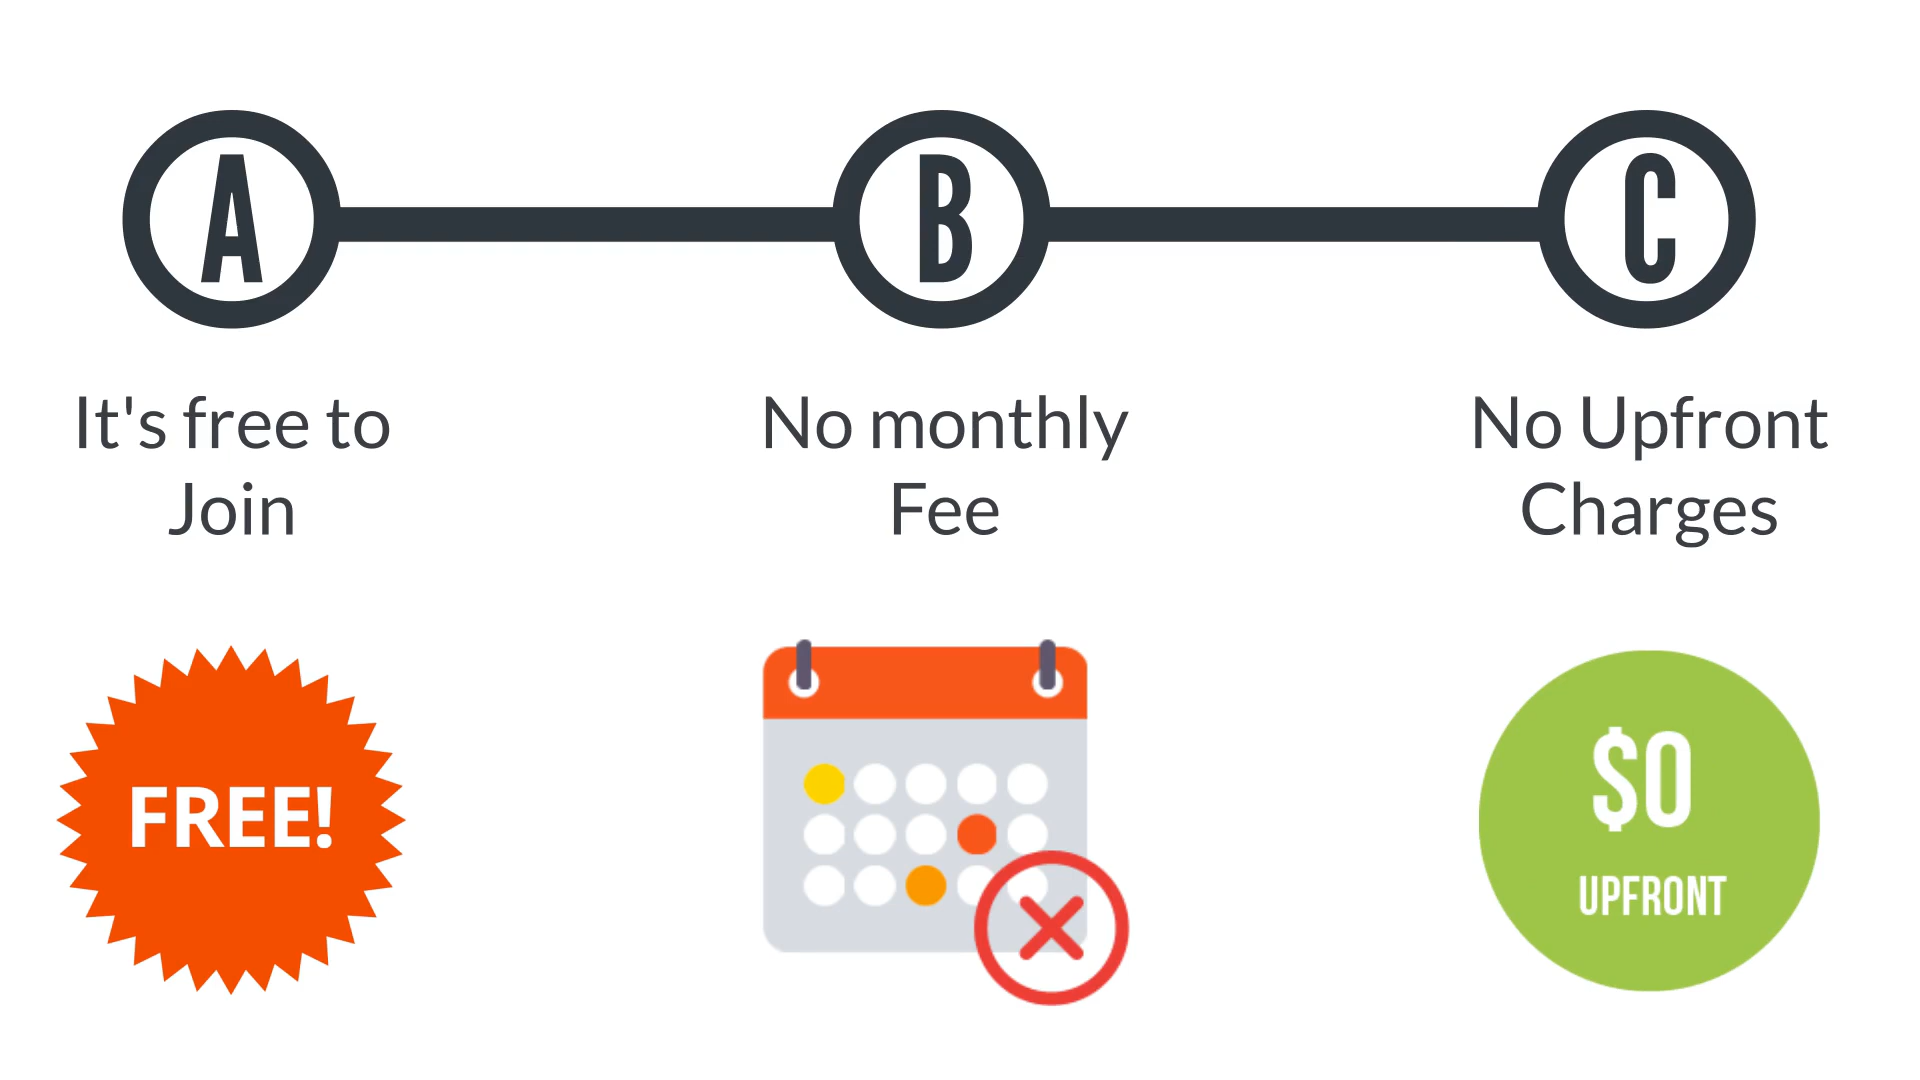 A
B
C
It's free to
Join
No monthly
Fee
No Upfront
Charges
FREE!
$0
UPFRONT